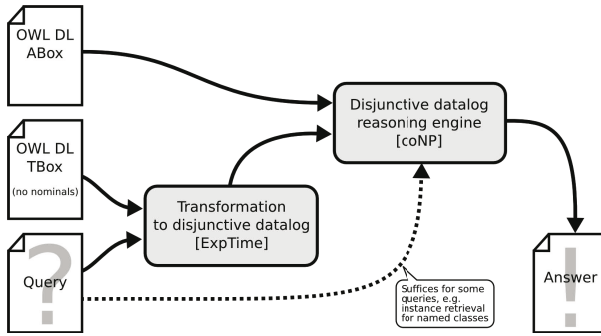 OWL DL
ABox
OWL DL
TBox
(no nominals)
?
Query
Transformation
to disjunctive datalog
[ExpTime]
Disjunctive datalog
reasoning engine
[coNP]
Suffices for some
queries, e.g.
instance retrieval
for named classes
!
Answer